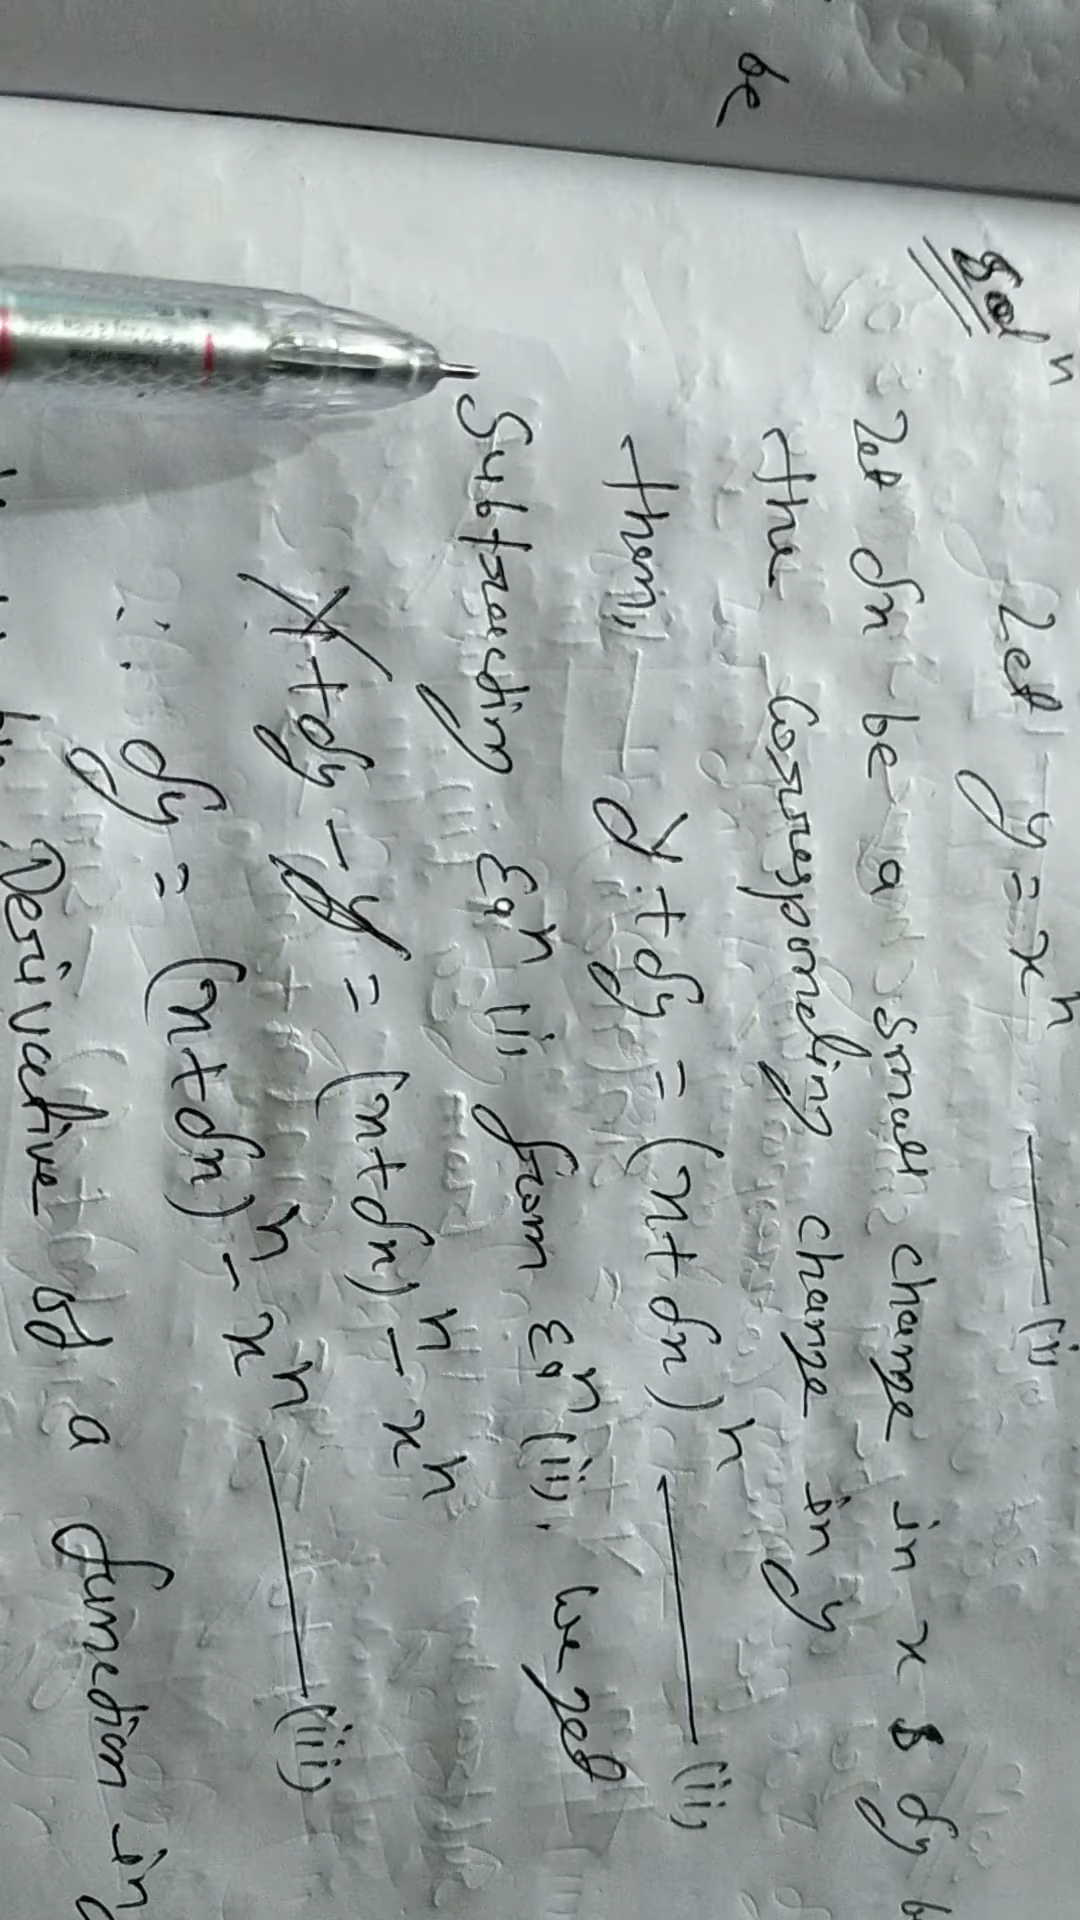 be
Solⁿ
Let y = xⁿ —— (i)
Let δx be a small change in x & δy b
the corresponding change in y
then, y + δy = (x + δx)ⁿ —— (ii)
Subtracting Eqⁿ (i) from Eqⁿ (ii). we get
y + δy - y = (x + δx)ⁿ - xⁿ
∴ δy = (x + δx)ⁿ - xⁿ —— (iii)
Derivative of a function in